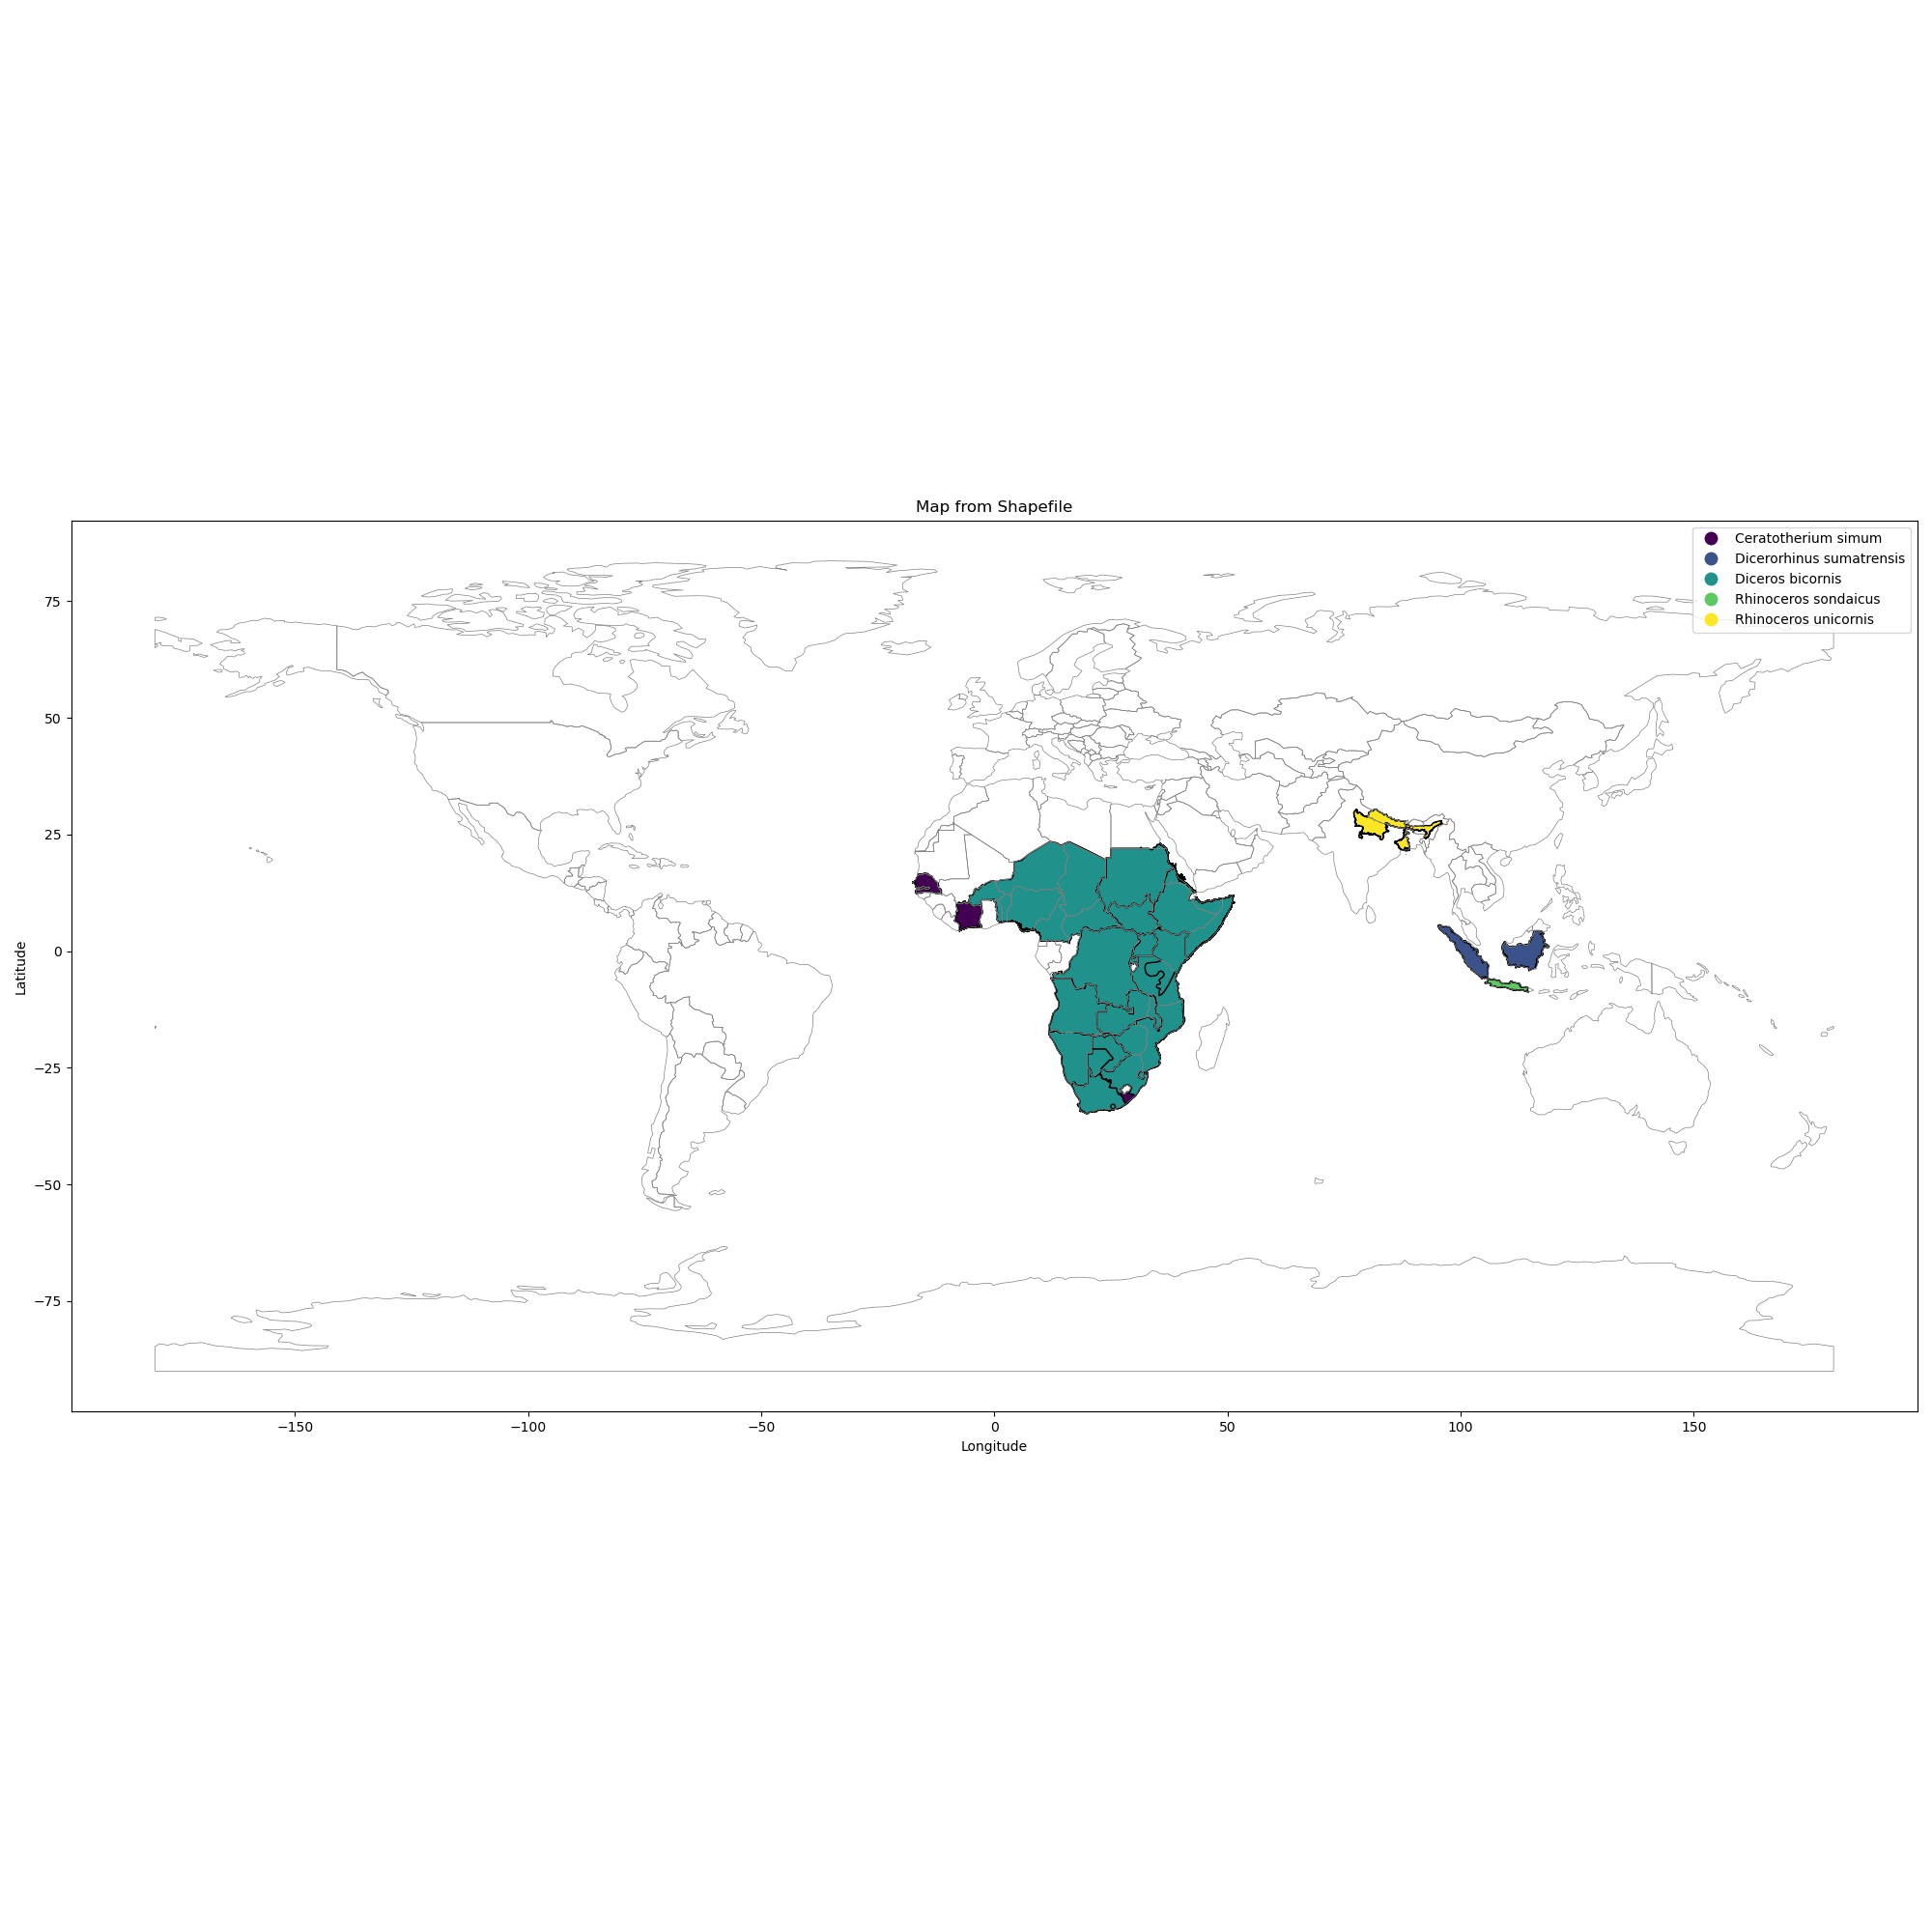 Map from Shapefile
Ceratotherium simum
Dicerorhinus sumatrensis
Diceros bicornis
Rhinoceros sondaicus
Rhinoceros unicornis
75
50
25
0
−25
−50
−75
Latitude
−150
−100
−50
0
50
100
150
Longitude